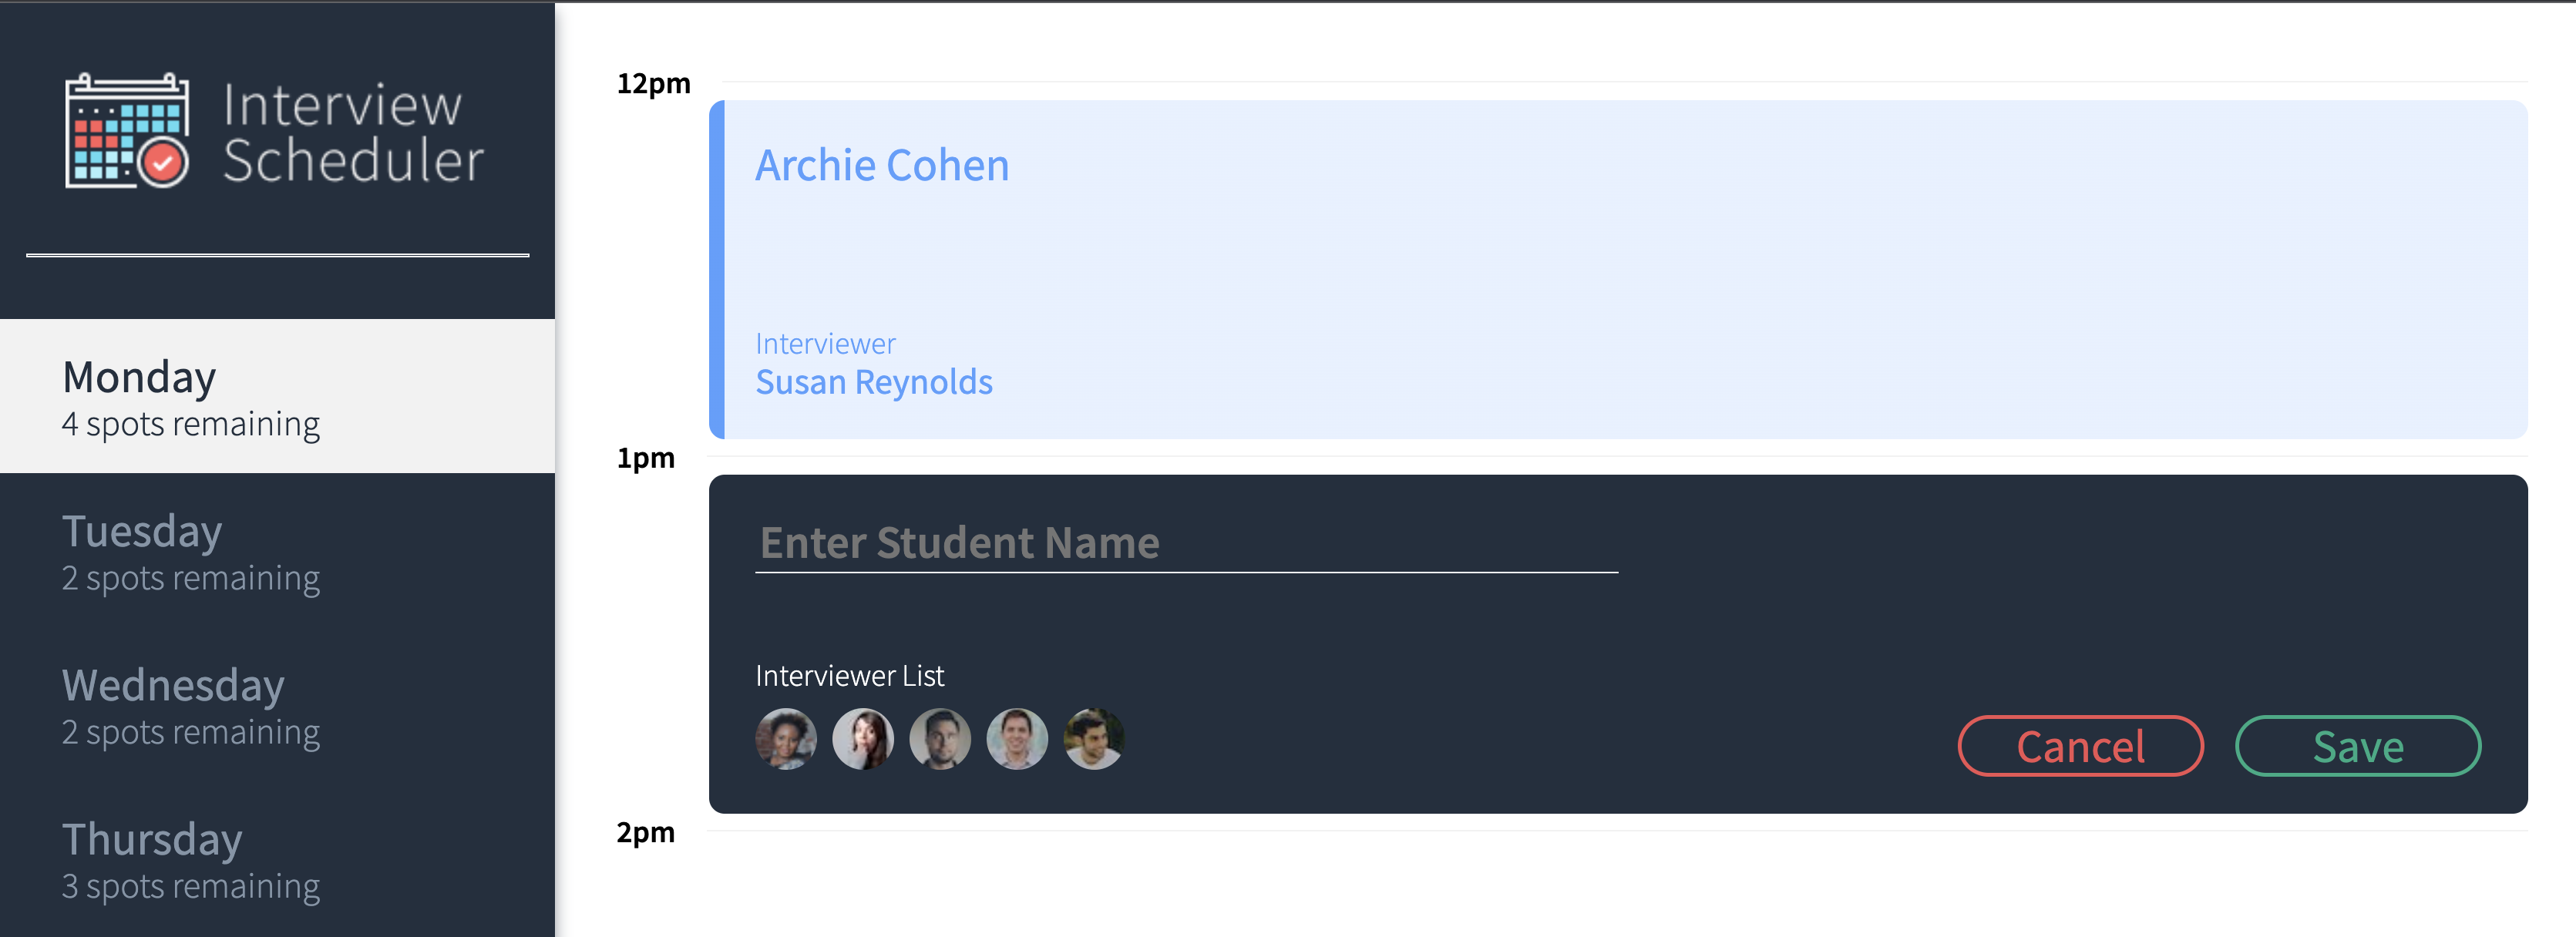 Interview
Scheduler
Monday
4 spots remaining
Tuesday
2 spots remaining
Wednesday
2 spots remaining
Thursday
3 spots remaining
12pm
Archie Cohen
Interviewer
Susan Reynolds
1pm
Enter Student Name
Interviewer List
Cancel
Save
2pm